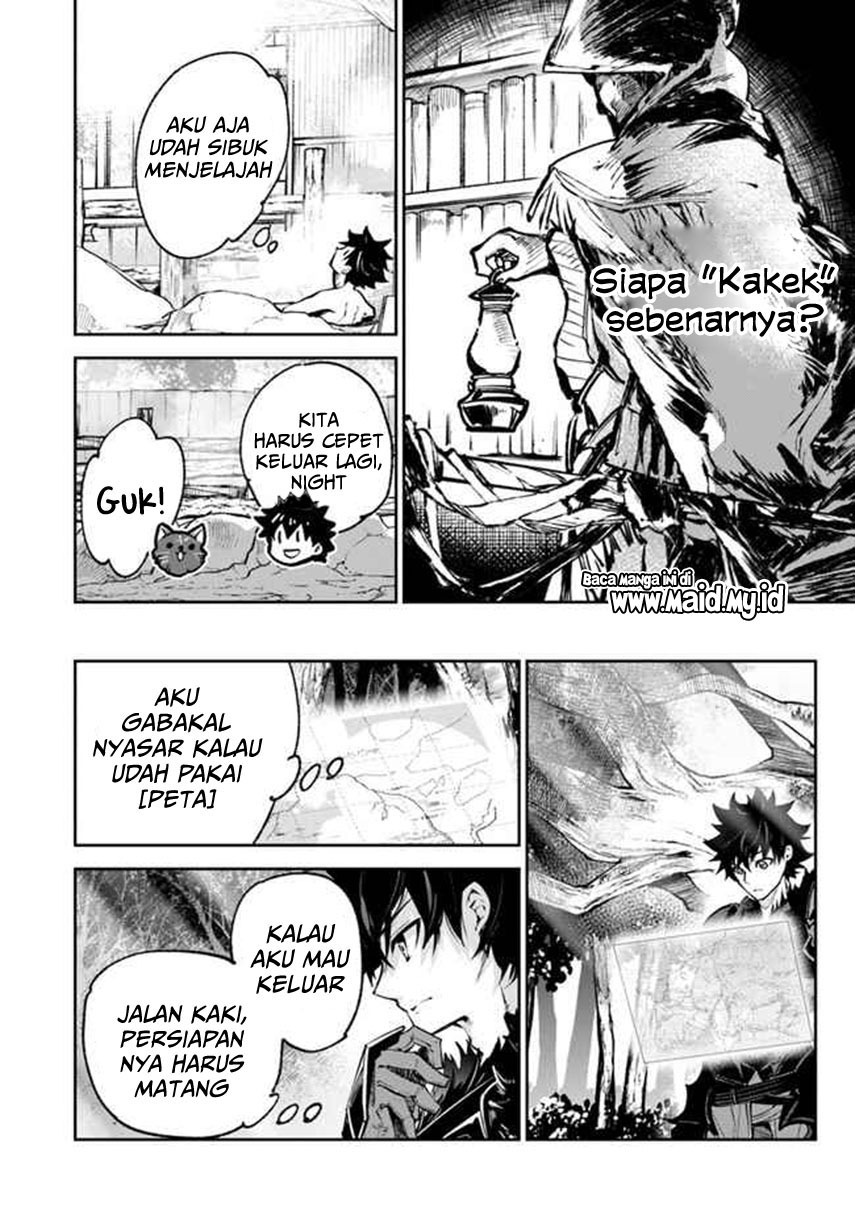 Siapa "Kakek"
sebenarnya?
AKU AJA
UDAH SIBUK
MENJELAJAH
KITA
HARUS CEPET
KELUAR LAGI,
NIGHT
GUK!
Baca Manga ini di
www.Maid.my.id
AKU
GABAKAL
NYASAR KALAU
UDAH PAKAI
[PETA]
KALAU
AKU MAU
KELUAR
JALAN KAKI,
PERSIAPAN
NYA HARUS
MATANG